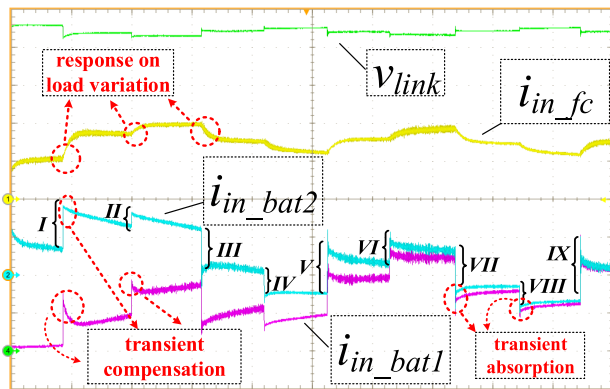 response on
load variation
v_link
i_in_fc
1
I
II
i_in_bat2
III
IV
V
VI
VII
VIII
IX
2
transient
compensation
i_in_bat1
transient
absorption
4